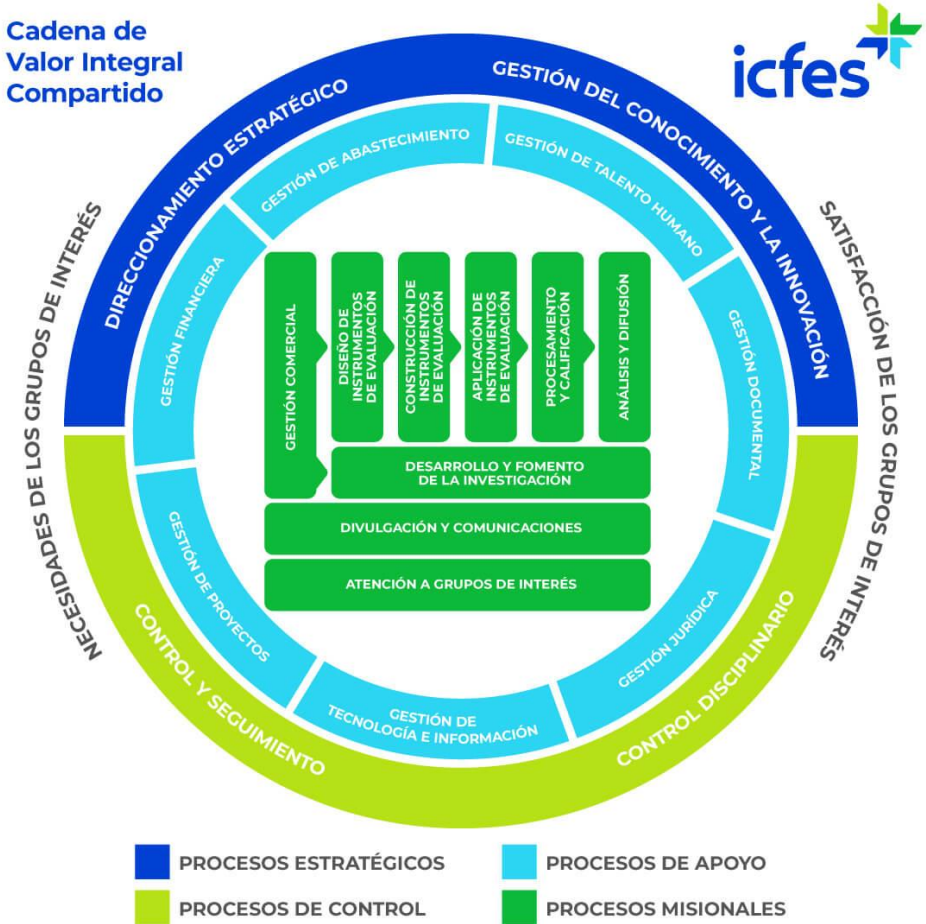 Cadena de
Valor Integral
Compartido
icfes
NECESIDADES DE LOS GRUPOS DE INTERÉS
SATISFACCIÓN DE LOS GRUPOS DE INTERÉS
DIRECCIONAMIENTO ESTRATÉGICO
GESTIÓN DEL CONOCIMIENTO Y LA INNOVACIÓN
GESTIÓN FINANCIERA
GESTIÓN DE ABASTECIMIENTO
GESTIÓN DE TALENTO HUMANO
GESTIÓN DOCUMENTAL
GESTIÓN COMERCIAL
DISEÑO DE
INSTRUMENTOS
DE EVALUACIÓN
CONSTRUCCIÓN DE
INSTRUMENTOS
DE EVALUACIÓN
APLICACIÓN DE
INSTRUMENTOS
DE EVALUACIÓN
PROCESAMIENTO
Y CALIFICACIÓN
ANÁLISIS Y DIFUSIÓN
DESARROLLO Y FOMENTO
DE LA INVESTIGACIÓN
DIVULGACIÓN Y COMUNICACIONES
ATENCIÓN A GRUPOS DE INTERÉS
GESTIÓN DE PROYECTOS
GESTIÓN DE
TECNOLOGÍA E INFORMACIÓN
GESTIÓN JURÍDICA
CONTROL Y SEGUIMIENTO
CONTROL DISCIPLINARIO
PROCESOS ESTRATÉGICOS
PROCESOS DE APOYO
PROCESOS DE CONTROL
PROCESOS MISIONALES